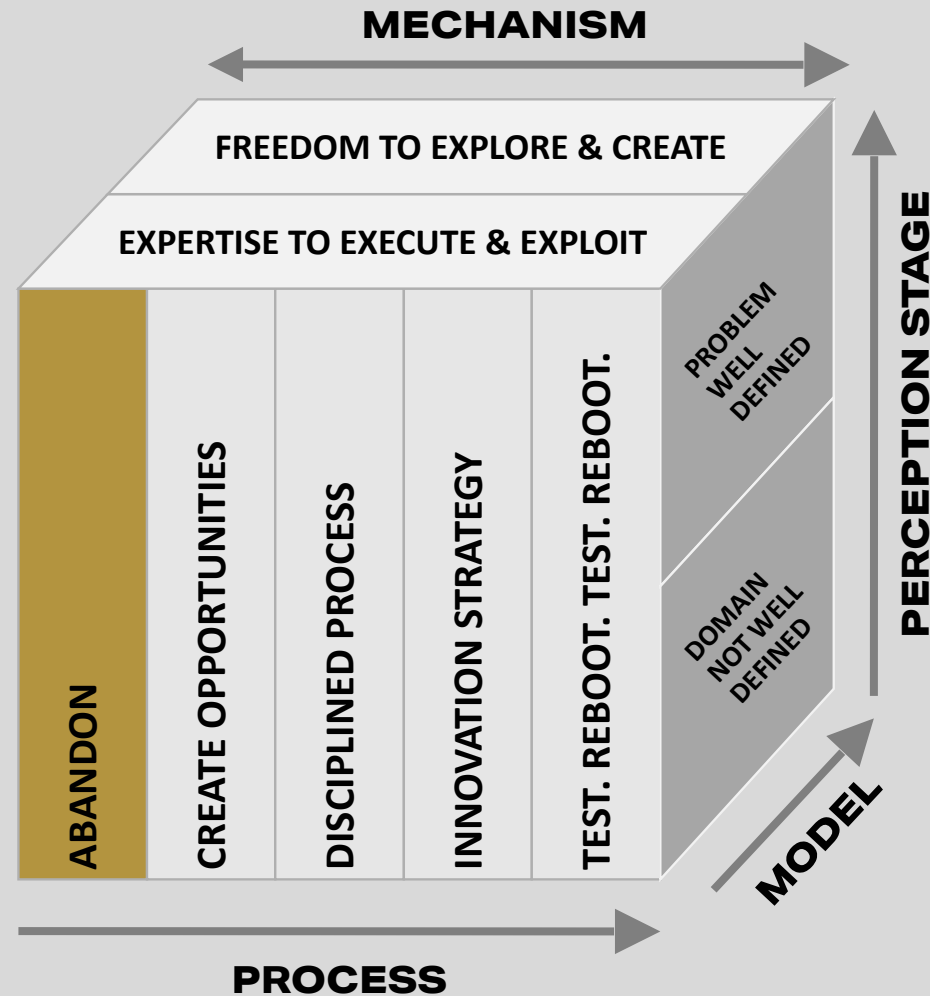 MECHANISM
FREEDOM TO EXPLORE & CREATE
EXPERTISE TO EXECUTE & EXPLOIT
ABANDON
CREATE OPPORTUNITIES
DISCIPLINED PROCESS
INNOVATION STRATEGY
TEST. REBOOT. TEST. REBOOT.
PROBLEM
WELL
DEFINED
DOMAIN
NOT WELL
DEFINED
PERCEPTION STAGE
MODEL
PROCESS